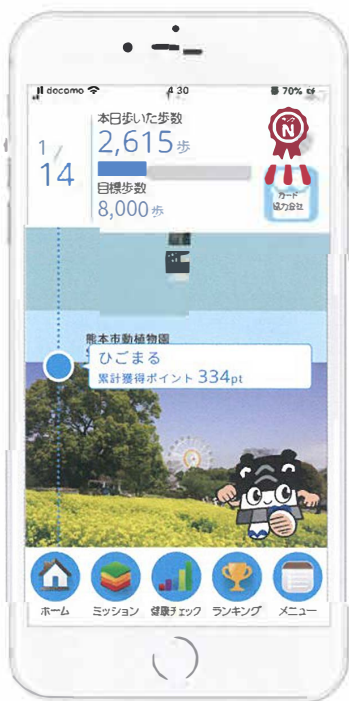 docomo
4:30
70%
1/14
本日歩いた歩数
2,615歩
目標歩数
8,000歩
N
カード
協力会社
熊本市動植物園
ひごまる
累計獲得ポイント 334pt
ホーム
ミッション
健康チェック
ランキング
メニュー